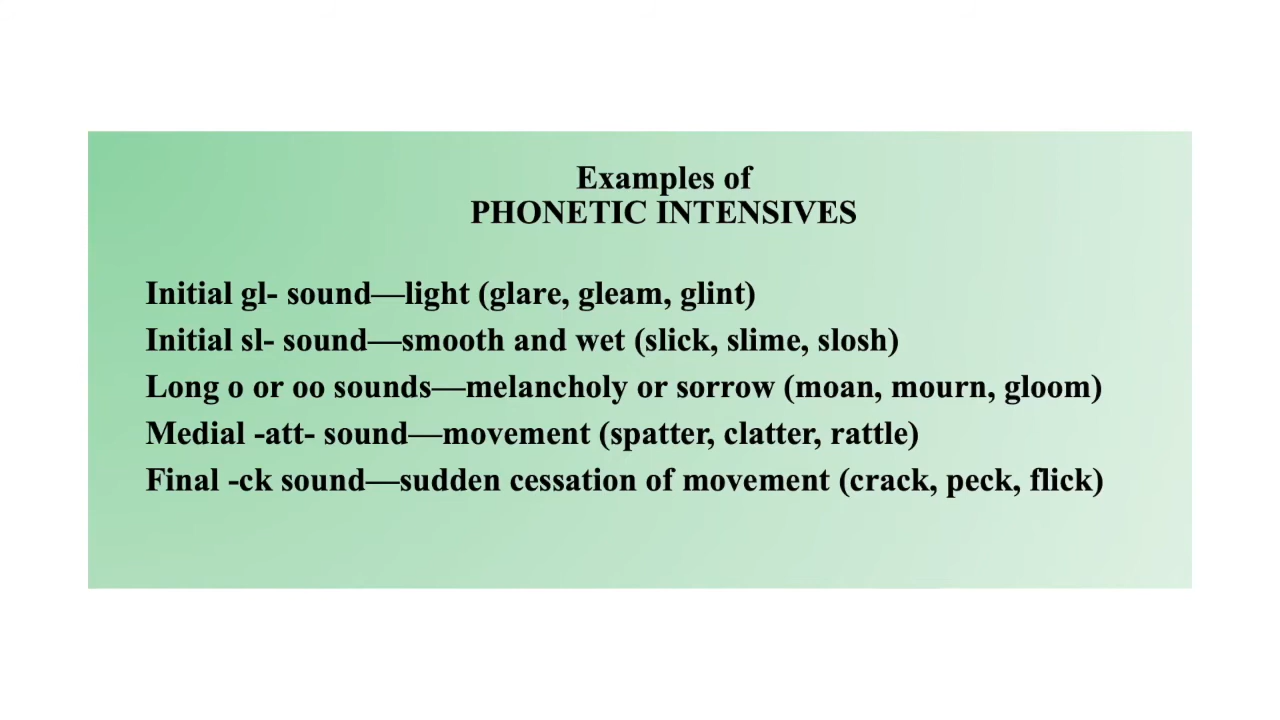 Examples of
PHONETIC INTENSIVES
Initial gl- sound—light (glare, gleam, glint)
Initial sl- sound—smooth and wet (slick, slime, slosh)
Long o or oo sounds—melancholy or sorrow (moan, mourn, gloom)
Medial -att- sound—movement (spatter, clatter, rattle)
Final -ck sound—sudden cessation of movement (crack, peck, flick)